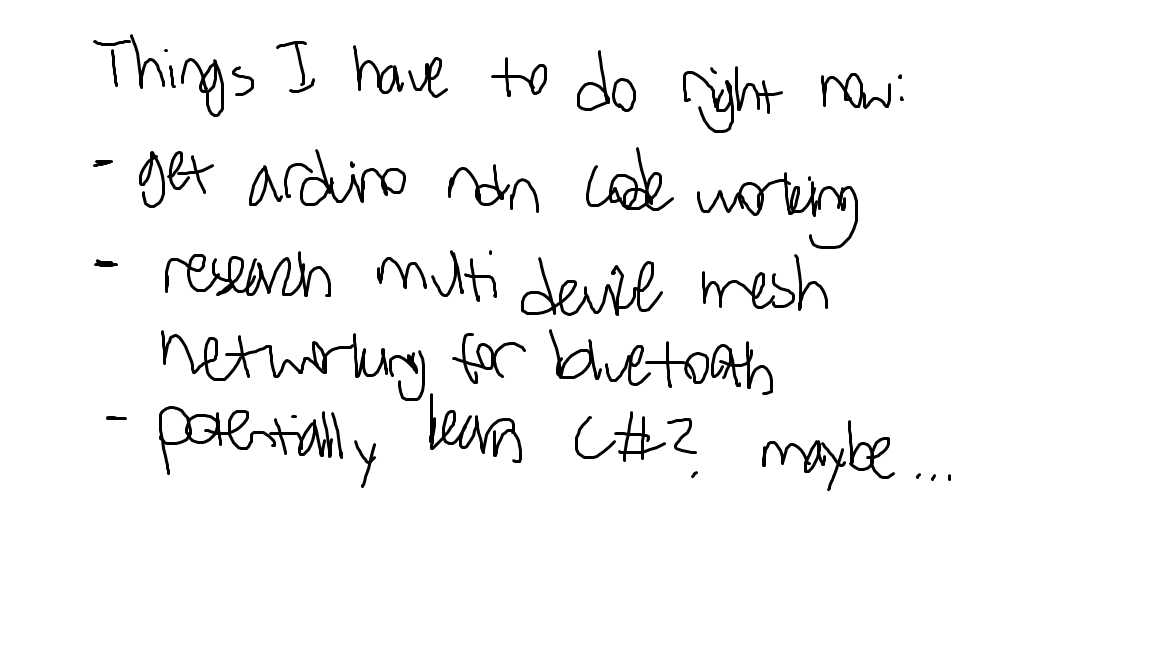 Things I have to do right now:
- get arduino ndn code working
- research multi device mesh
networking for bluetooth
- potentially learn C#? maybe...